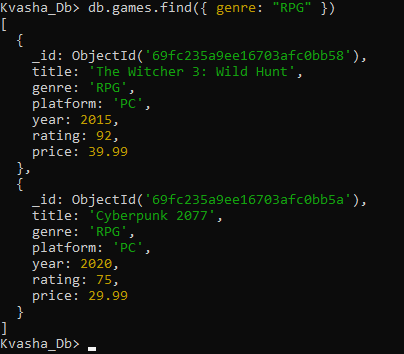 Kvasha_Db> db.games.find({ genre: "RPG" })
[
  {
    _id: ObjectId('69fc235a9ee16703afc0bb58'),
    title: 'The Witcher 3: Wild Hunt',
    genre: 'RPG',
    platform: 'PC',
    year: 2015,
    rating: 92,
    price: 39.99
  },
  {
    _id: ObjectId('69fc235a9ee16703afc0bb5a'),
    title: 'Cyberpunk 2077',
    genre: 'RPG',
    platform: 'PC',
    year: 2020,
    rating: 75,
    price: 29.99
  }
]
Kvasha_Db>